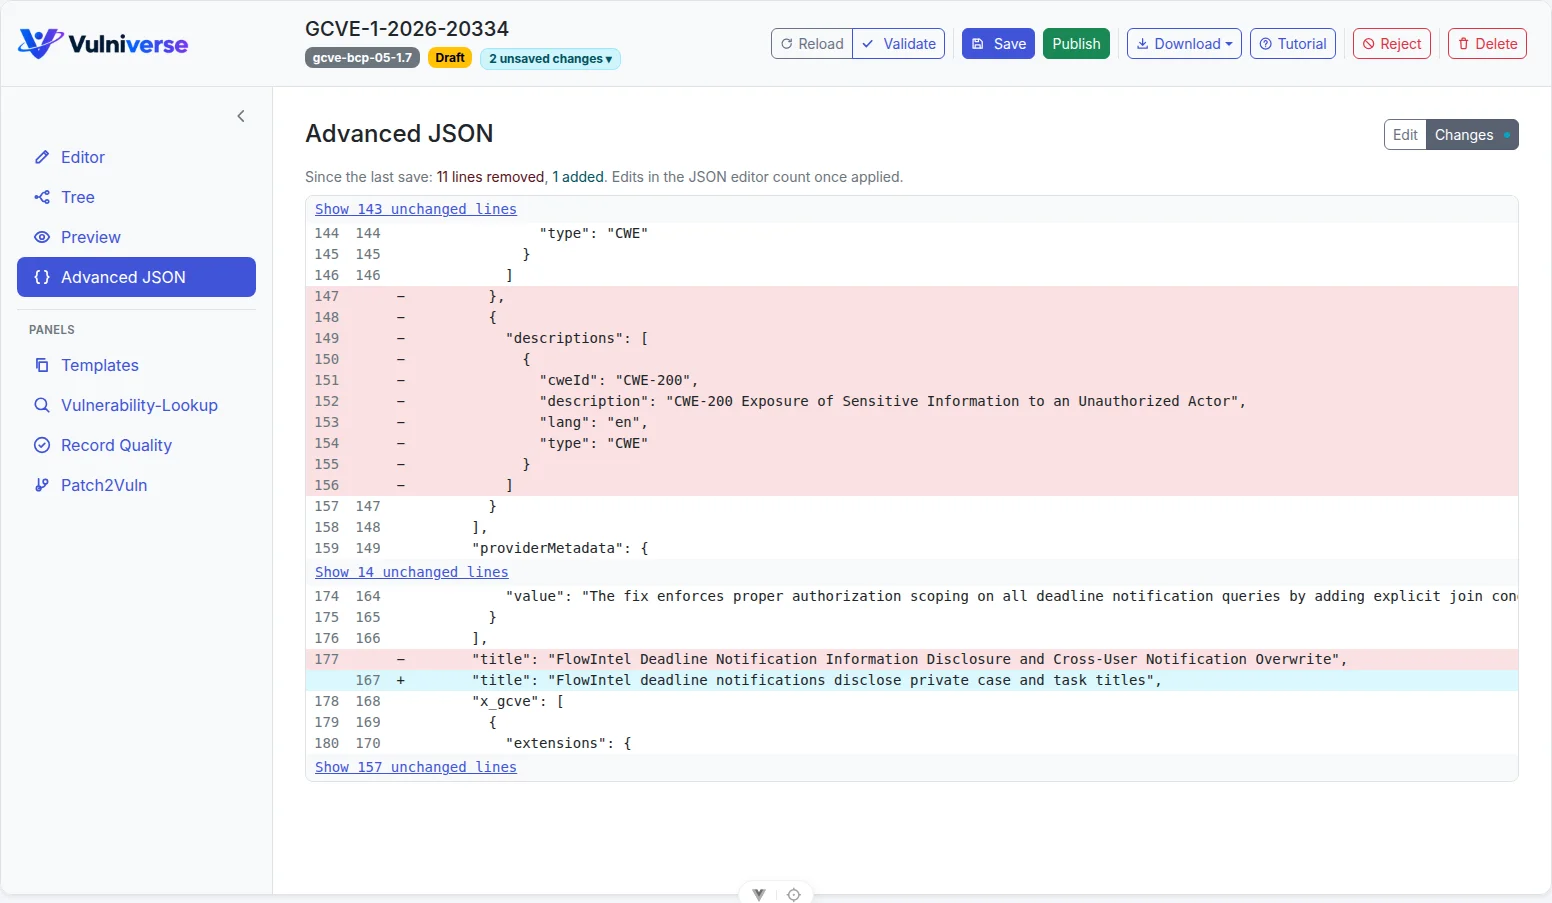 Vulniverse
GCVE-1-2026-20334
gcve-bcp-05-1.7 Draft 2 unsaved changes ▾
Reload Validate Save Publish Download Tutorial Reject Delete
Editor
Tree
Preview
{} Advanced JSON
PANELS
Templates
Vulnerability-Lookup
Record Quality
Patch2Vuln
Advanced JSON
Edit Changes
Since the last save: 11 lines removed, 1 added. Edits in the JSON editor count once applied.
Show 143 unchanged lines
144 144 "type": "CWE"
145 145 }
146 146 ]
147 − },
148 − {
149 − "descriptions": [
150 − {
151 − "cweId": "CWE-200",
152 − "description": "CWE-200 Exposure of Sensitive Information to an Unauthorized Actor",
153 − "lang": "en",
154 − "type": "CWE"
155 − }
156 − ]
157 147 }
158 148 ],
159 149 "providerMetadata": {
Show 14 unchanged lines
174 164 "value": "The fix enforces proper authorization scoping on all deadline notification queries by adding explicit join
175 165 }
176 166 ],
177 − "title": "FlowIntel Deadline Notification Information Disclosure and Cross-User Notification Overwrite",
167 + "title": "FlowIntel deadline notifications disclose private case and task titles",
178 168 "x_gcve": [
179 169 {
180 170 "extensions": {
Show 157 unchanged lines